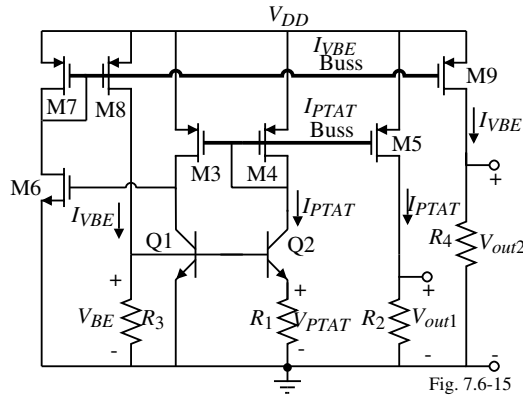 V_DD
I_VBE
Buss
M7
M8
M9
I_PTAT
Buss
I_VBE
M3
M4
M5
M6
+
I_VBE
I_PTAT
I_PTAT
Q1
Q2
R_4
V_out2
+
+
+
V_BE
R_3
R_1
V_PTAT
R_2
V_out1
-
-
-
-
Fig. 7.6-15